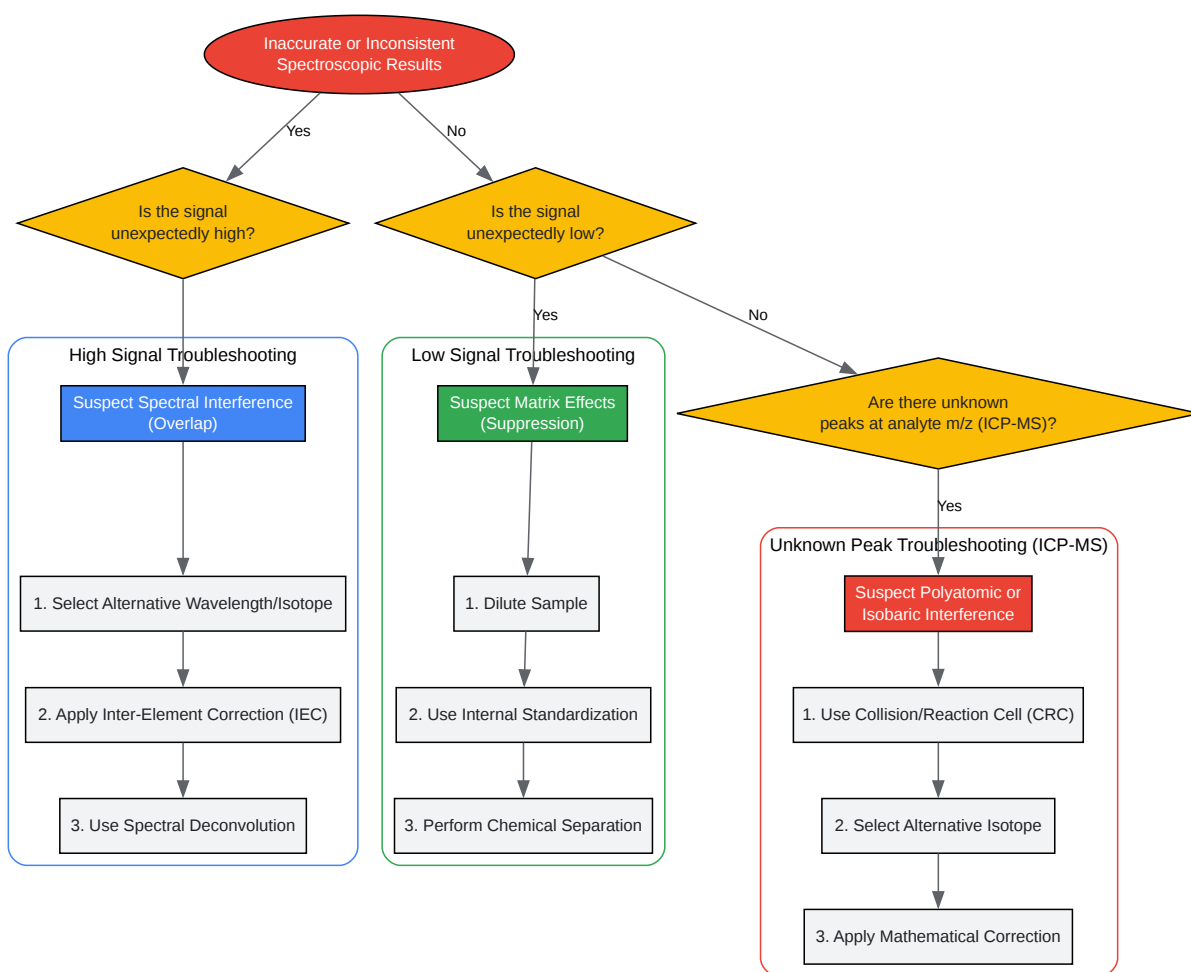 Inaccurate or Inconsistent
Spectroscopic Results
Yes
No
Is the signal
unexpectedly high?
Is the signal
unexpectedly low?
Yes
No
High Signal Troubleshooting
Suspect Spectral Interference
(Overlap)
1. Select Alternative Wavelength/Isotope
2. Apply Inter-Element Correction (IEC)
3. Use Spectral Deconvolution
Low Signal Troubleshooting
Suspect Matrix Effects
(Suppression)
1. Dilute Sample
2. Use Internal Standardization
3. Perform Chemical Separation
Are there unknown
peaks at analyte m/z (ICP-MS)?
Yes
Unknown Peak Troubleshooting (ICP-MS)
Suspect Polyatomic or
Isobaric Interference
1. Use Collision/Reaction Cell (CRC)
2. Select Alternative Isotope
3. Apply Mathematical Correction